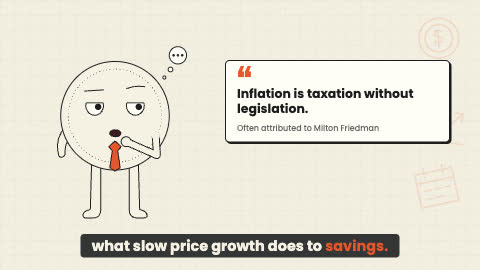 ❝
Inflation is taxation without
legislation.
Often attributed to Milton Friedman
$
what slow price growth does to savings.